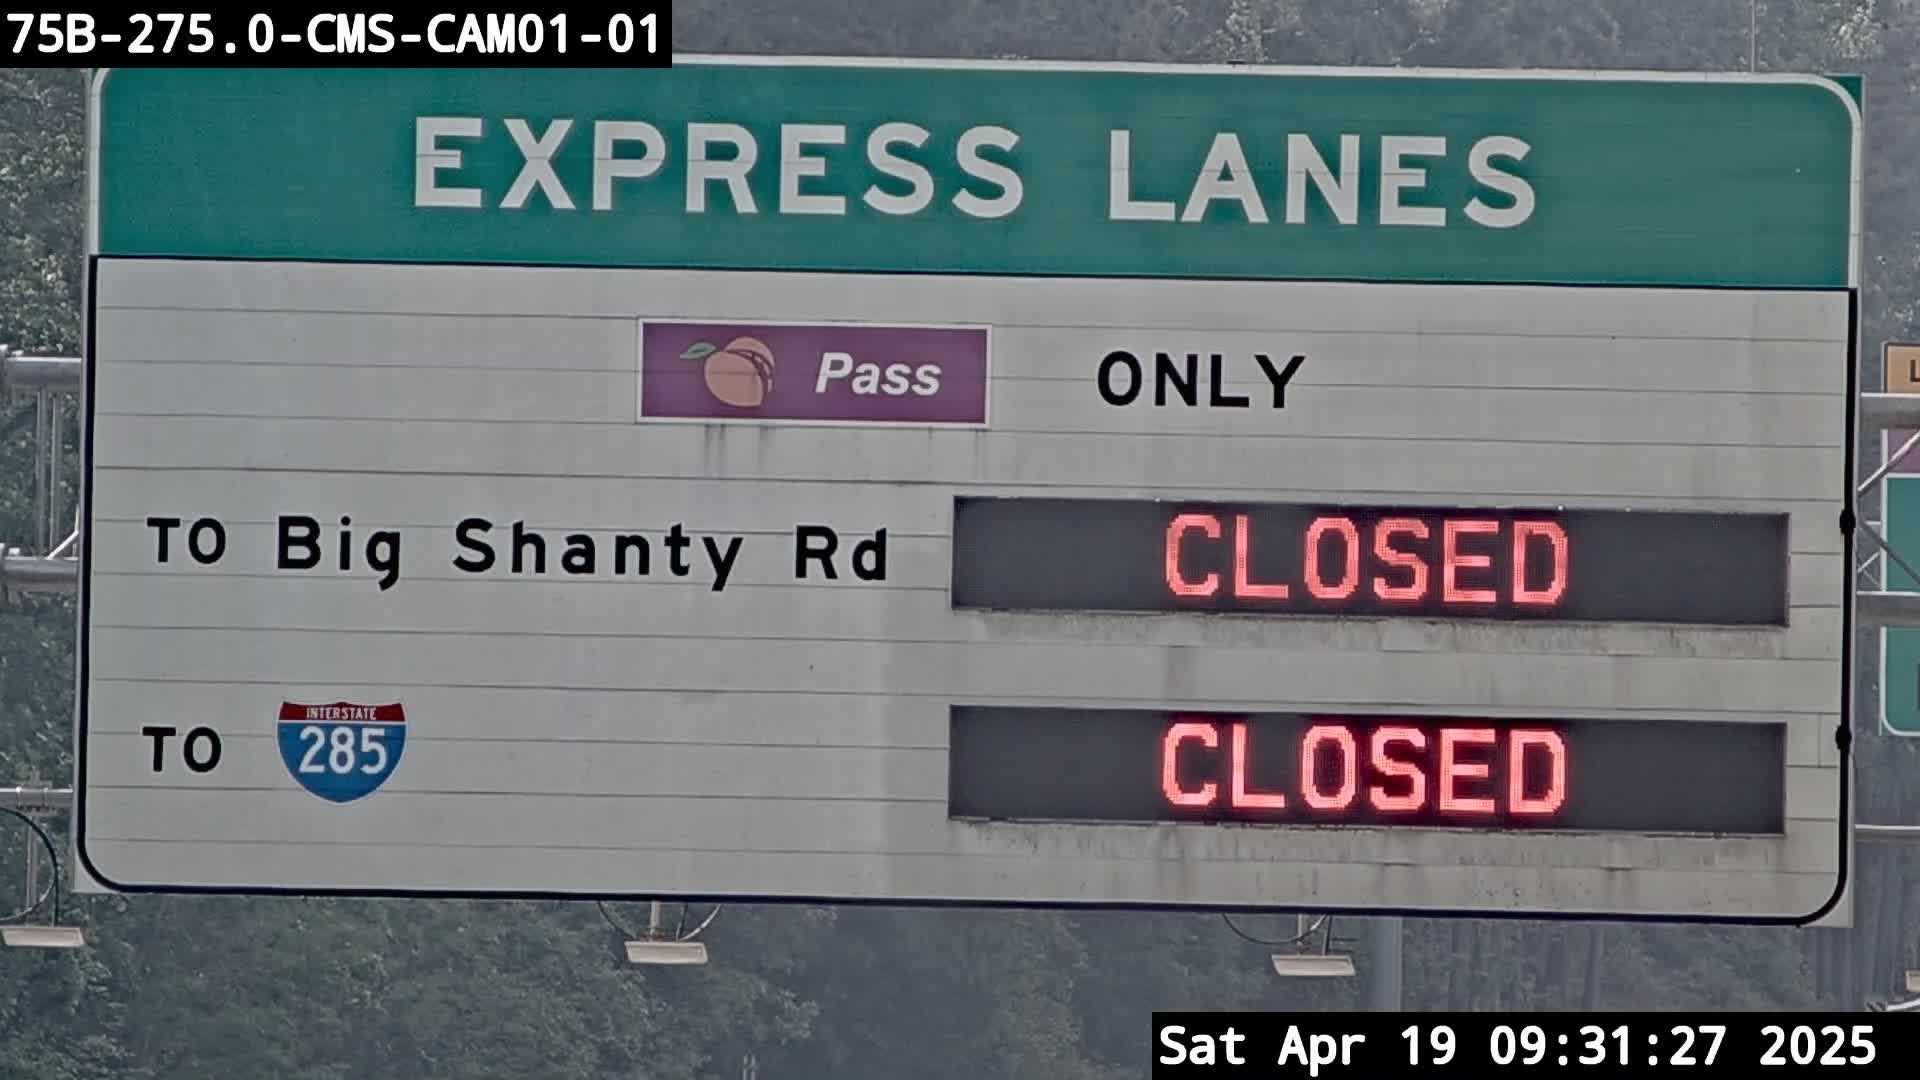 75B-275.0-CMS-CAM01-01
EXPRESS LANES
Pass ONLY
TO Big Shanty Rd CLOSED
TO INTERSTATE 285 CLOSED
Sat Apr 19 09:31:27 2025